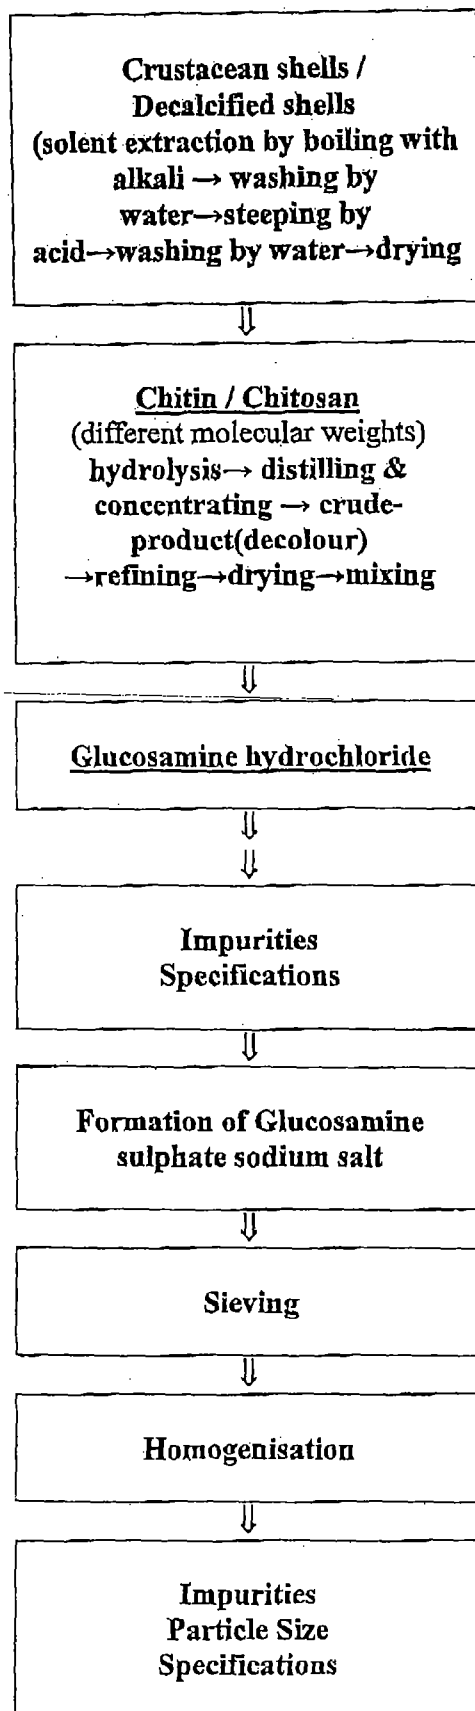 Crustacean shells /
Decalcified shells
(solent extraction by boiling with
alkali → washing by
water→steeping by
acid→washing by water→drying
⇓
Chitin / Chitosan
(different molecular weights)
hydrolysis→ distilling &
concentrating → crude-
product(decolour)
→refining→drying→mixing
⇓
Glucosamine hydrochloride
⇓
⇓
Impurities
Specifications
⇓
Formation of Glucosamine
sulphate sodium salt
⇓
Sieving
⇓
Homogenisation
⇓
Impurities
Particle Size
Specifications